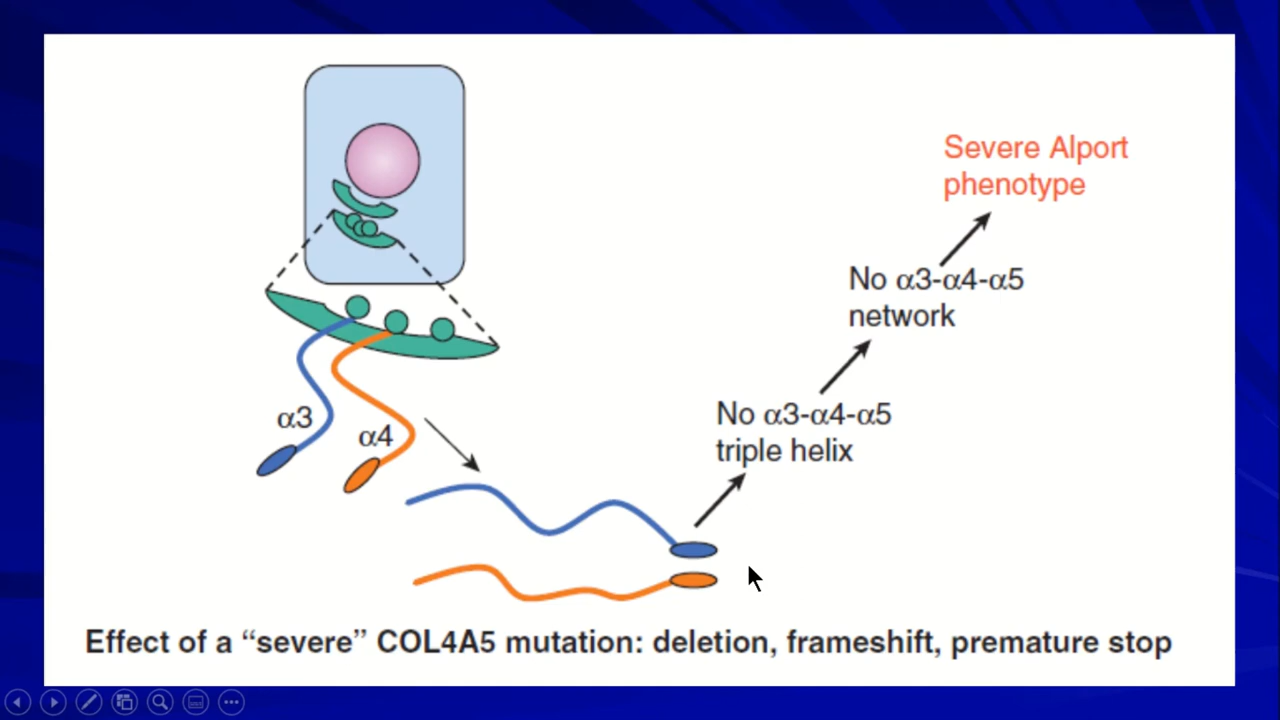 Severe Alport
phenotype
No α3-α4-α5
network
No α3-α4-α5
triple helix
α3
α4
Effect of a “severe” COL4A5 mutation: deletion, frameshift, premature stop